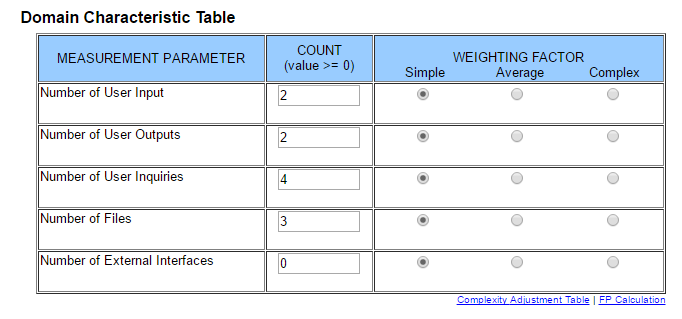 Domain Characteristic Table
MEASUREMENT PARAMETER
COUNT
(value >= 0)
WEIGHTING FACTOR
Simple Average Complex
Number of User Input 2
Number of User Outputs 2
Number of User Inquiries 4
Number of Files 3
Number of External Interfaces 0
Complexity Adjustment Table | FP Calculation